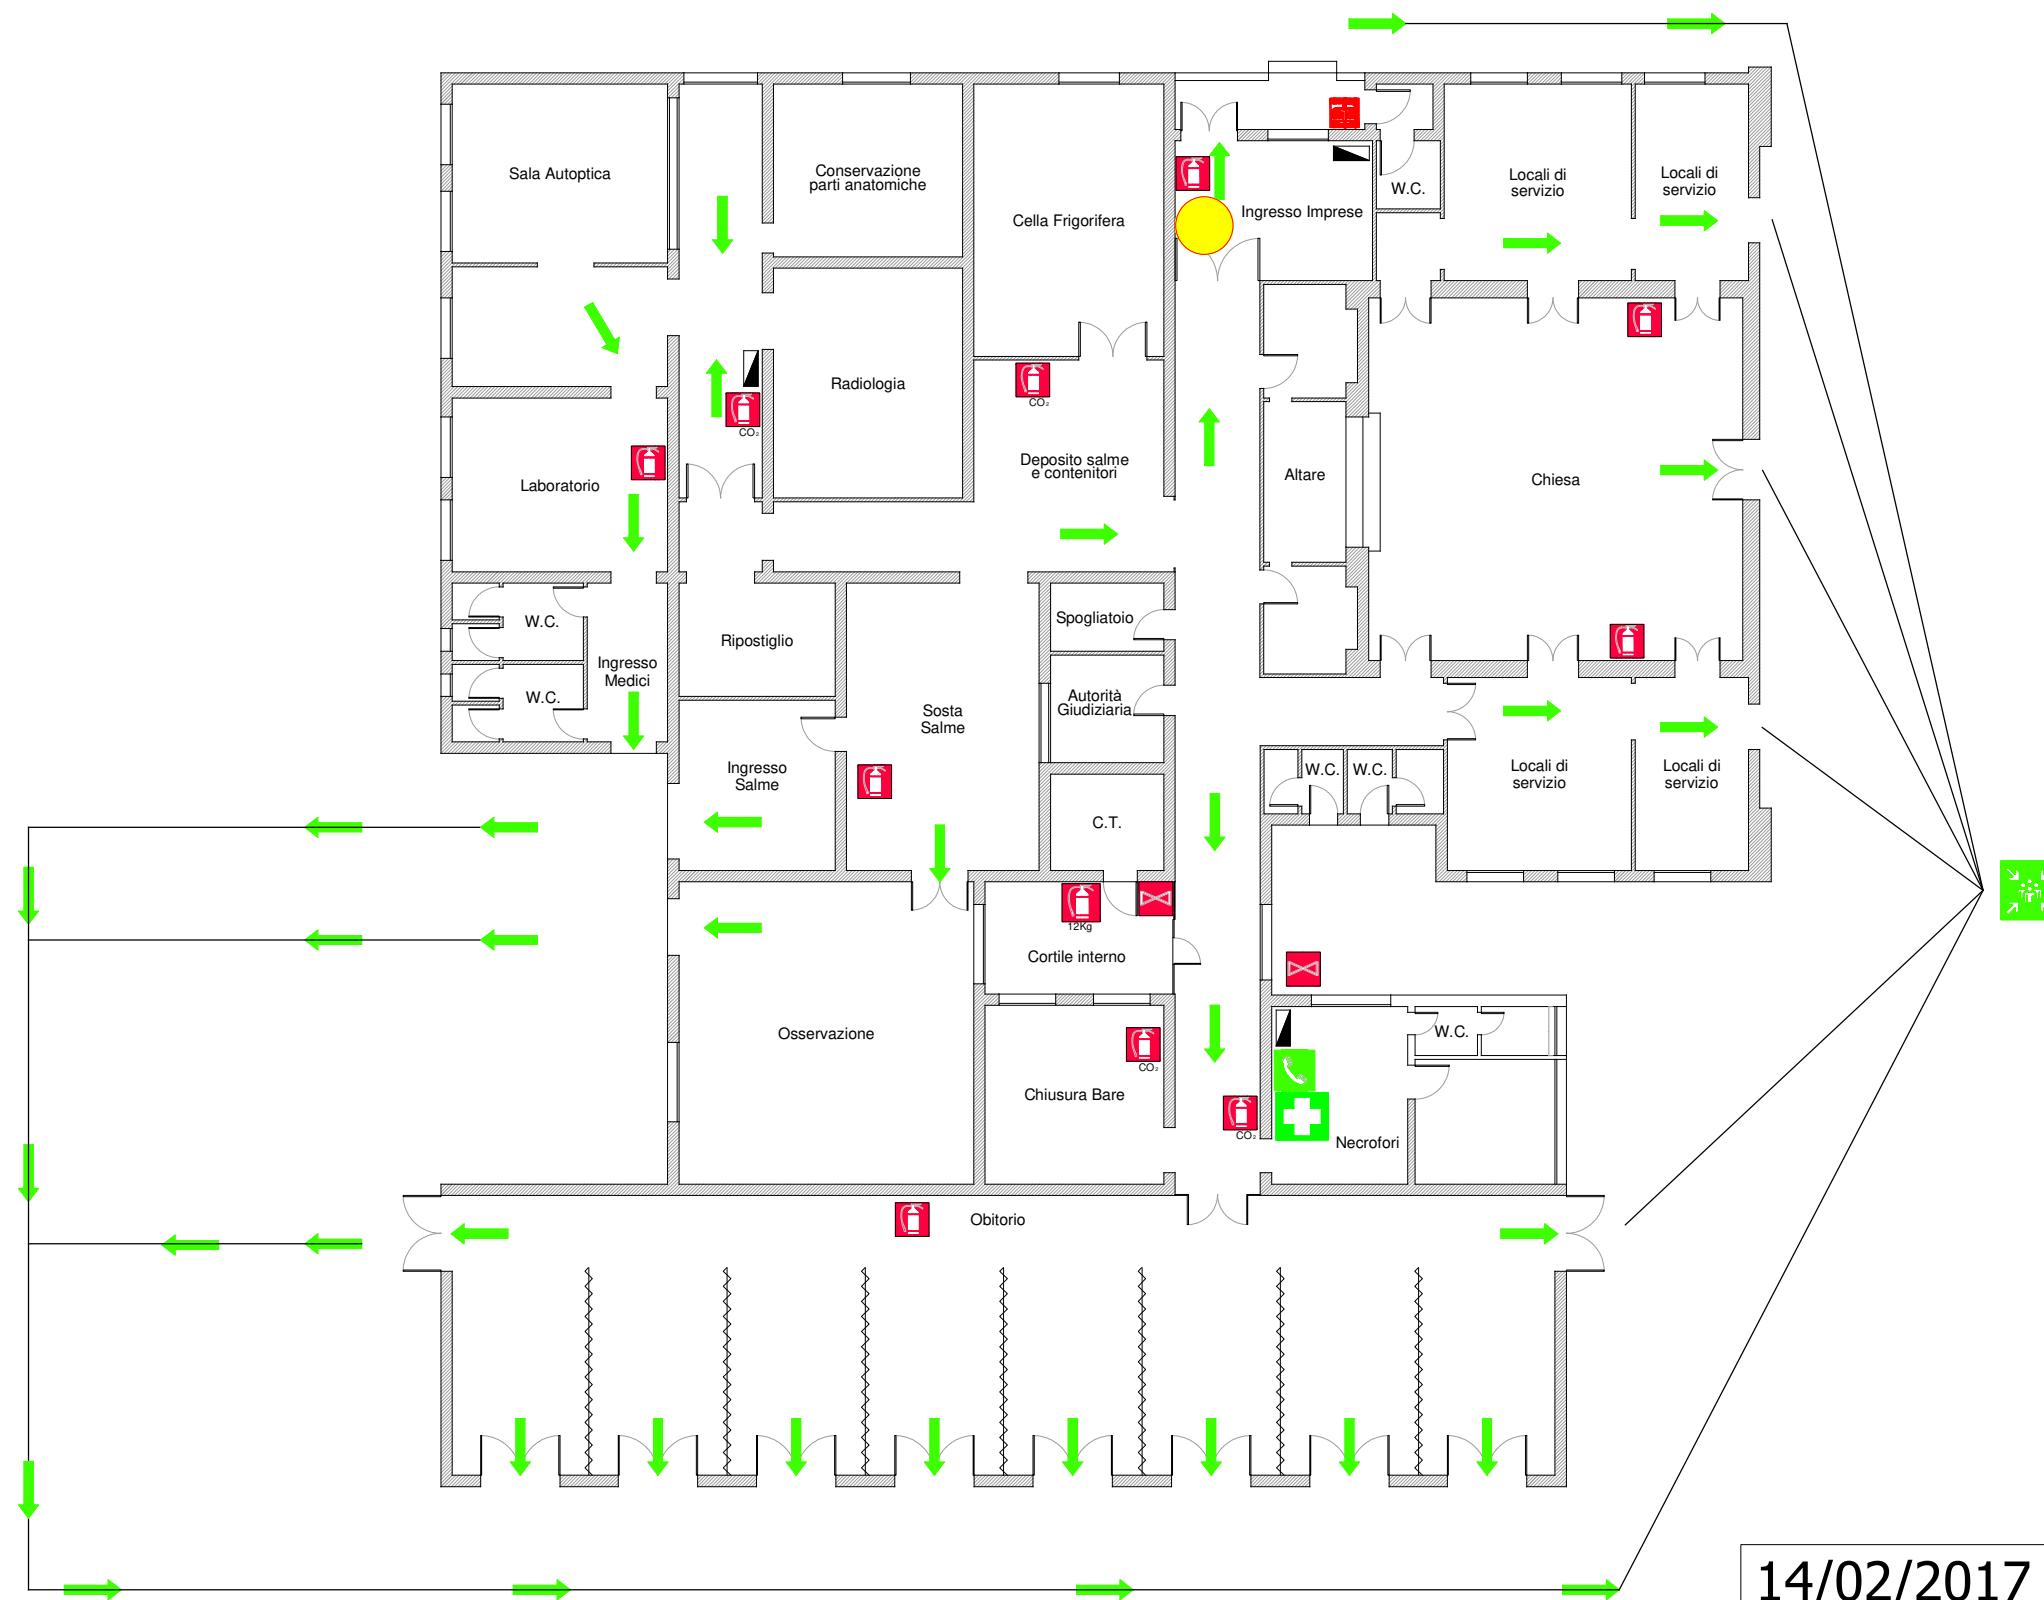 Sala Autoptica
Conservazione
parti anatomiche
Cella Frigorifera
Ingresso Imprese
W.C.
Locali di
servizio
Locali di
servizio
Radiologia
CO₂
CO₂
Laboratorio
Deposito salme
e contenitori
Altare
Chiesa
W.C.
Ripostiglio
Spogliatoio
Ingresso
Medici
W.C.
Autorità
Giudiziaria
Sosta
Salme
Ingresso
Salme
W.C.
W.C.
Locali di
servizio
Locali di
servizio
C.T.
12Kg
Cortile interno
Osservazione
W.C.
CO₂
Chiusura Bare
CO₂
Necrofori
Obitorio
14/02/2017